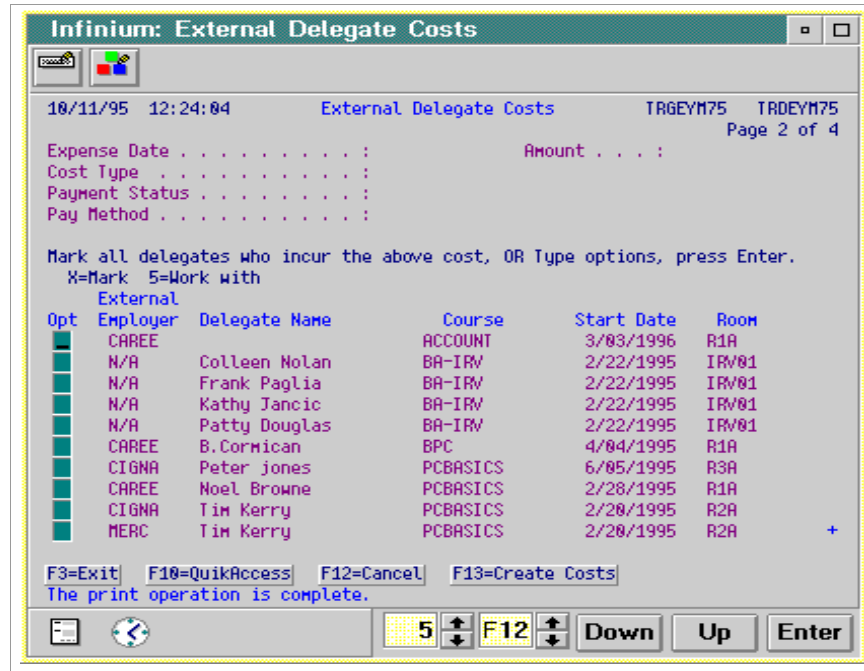 Infinium: External Delegate Costs
10/11/95 12:24:04 External Delegate Costs TRGEYM75 TRDEYM75
Page 2 of 4
Expense Date . . . . . . . . . : Amount . . . :
Cost Type . . . . . . . . . :
Payment Status . . . . . . . . :
Pay Method . . . . . . . . . . :
Mark all delegates who incur the above cost, OR Type options, press Enter.
X=Mark 5=Work with
External
Opt Employer Delegate Name Course Start Date Room
CAREE ACCOUNT 3/03/1996 R1A
N/A Colleen Nolan BA-IRV 2/22/1995 IRV01
N/A Frank Paglia BA-IRV 2/22/1995 IRV01
N/A Kathy Jancic BA-IRV 2/22/1995 IRV01
N/A Patty Douglas BA-IRV 2/22/1995 IRV01
CAREE B.Cormican BPC 4/04/1995 R1A
CIGNA Peter jones PCBASICS 6/05/1995 R3A
CAREE Noel Browne PCBASICS 2/28/1995 R1A
CIGNA Tim Kerry PCBASICS 2/20/1995 R2A
MERC Tim Kerry PCBASICS 2/20/1995 R2A +
F3=Exit F10=QuikAccess F12=Cancel F13=Create Costs
The print operation is complete.
5 F12 Down Up Enter